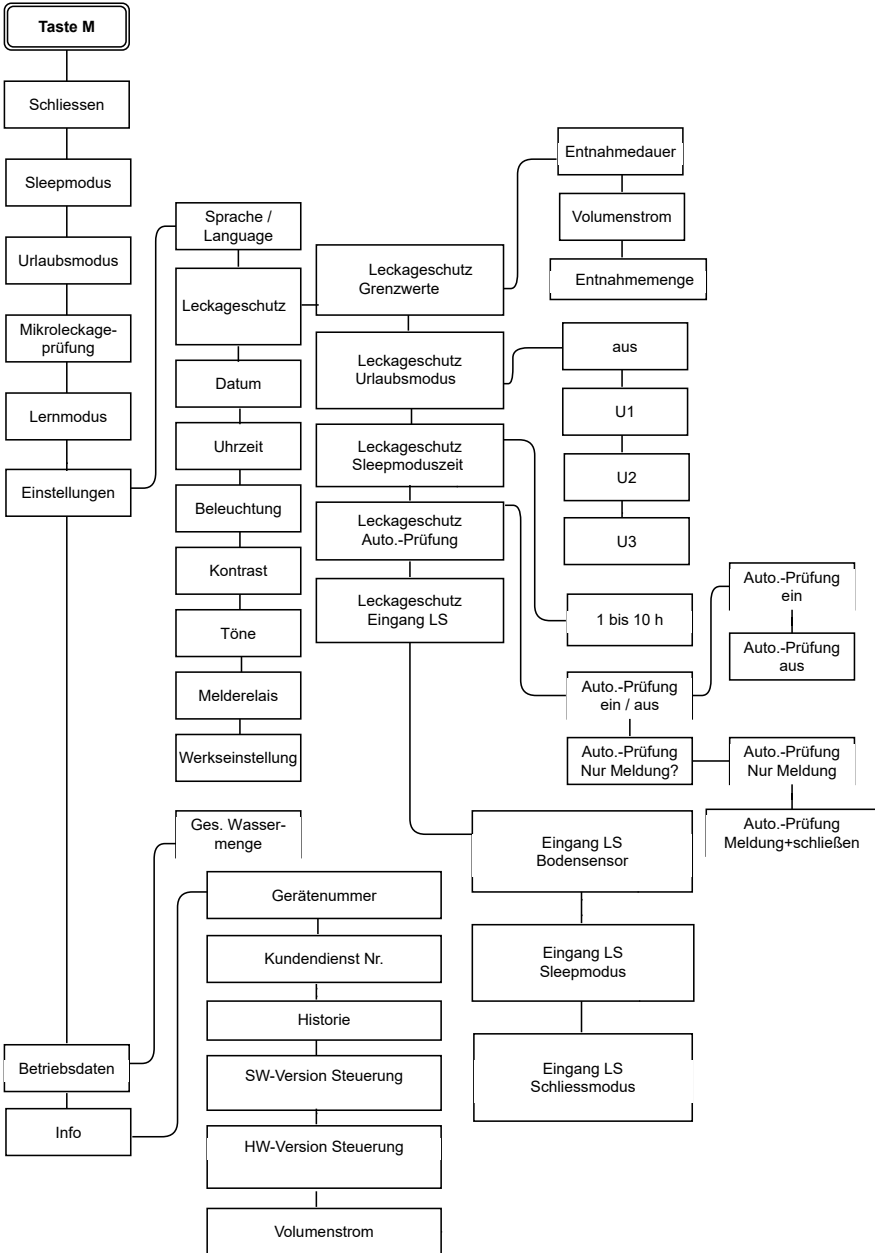 Taste M
Schliessen
Sleepmodus
Urlaubsmodus
Mikroleckage-
prüfung
Lernmodus
Einstellungen
Betriebsdaten
Info
Sprache /
Language
Leckageschutz
Datum
Uhrzeit
Beleuchtung
Kontrast
Töne
Melderelais
Werkseinstellung
Ges. Wasser-
menge
Gerätenummer
Kundendienst Nr.
Historie
SW-Version Steuerung
HW-Version Steuerung
Volumenstrom
Leckageschutz
Grenzwerte
Leckageschutz
Urlaubsmodus
Leckageschutz
Sleepmoduszeit
Leckageschutz
Auto.-Prüfung
Leckageschutz
Eingang LS
Entnahmedauer
Volumenstrom
Entnahmemenge
aus
U1
U2
U3
1 bis 10 h
Auto.-Prüfung
ein / aus
Auto.-Prüfung
Nur Meldung?
Auto.-Prüfung
ein
Auto.-Prüfung
aus
Auto.-Prüfung
Nur Meldung
Auto.-Prüfung
Meldung+schließen
Eingang LS
Bodensensor
Eingang LS
Sleepmodus
Eingang LS
Schliessmodus